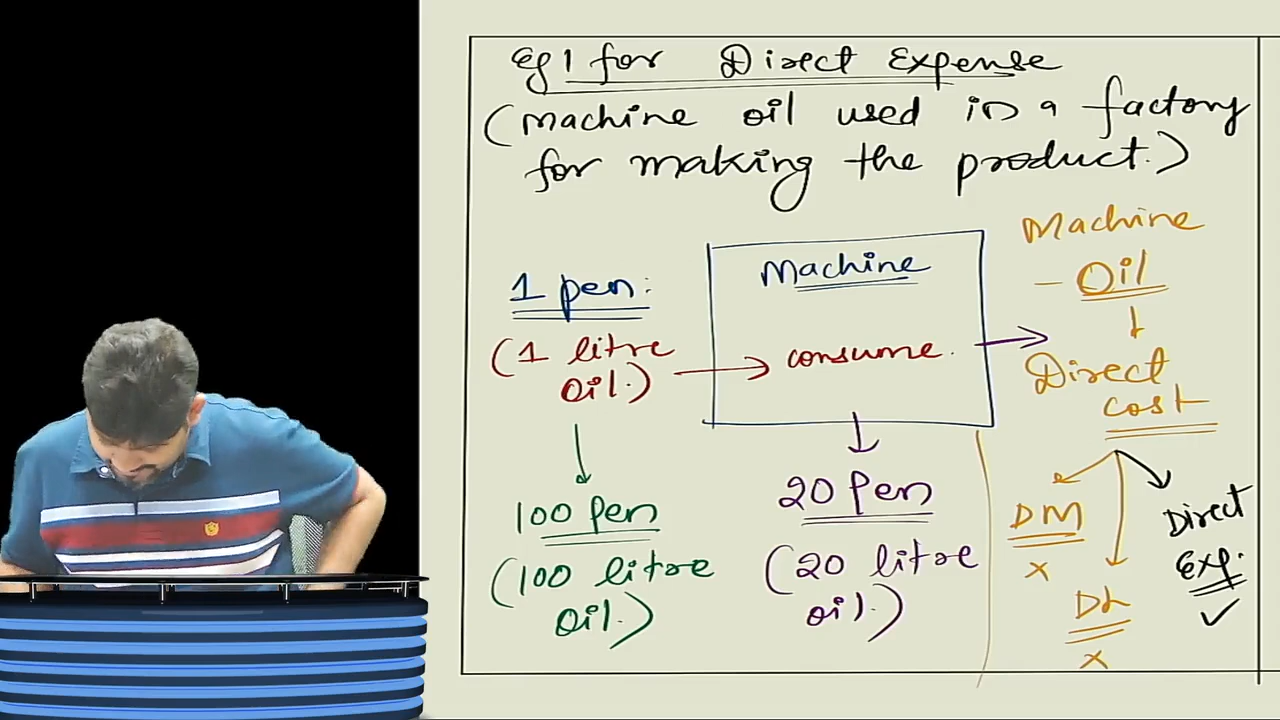 Eg 1 for Direct Expense
(Machine oil used in a factory
for making the product.)
1 pen:
(1 litre
oil.)
100 Pen
(100 litre
oil.)
Machine
consume.
20 Pen
(20 litre
oil.)
Machine
- Oil
Direct
cost
DM
x
DL
x
Direct
Exp.
✓